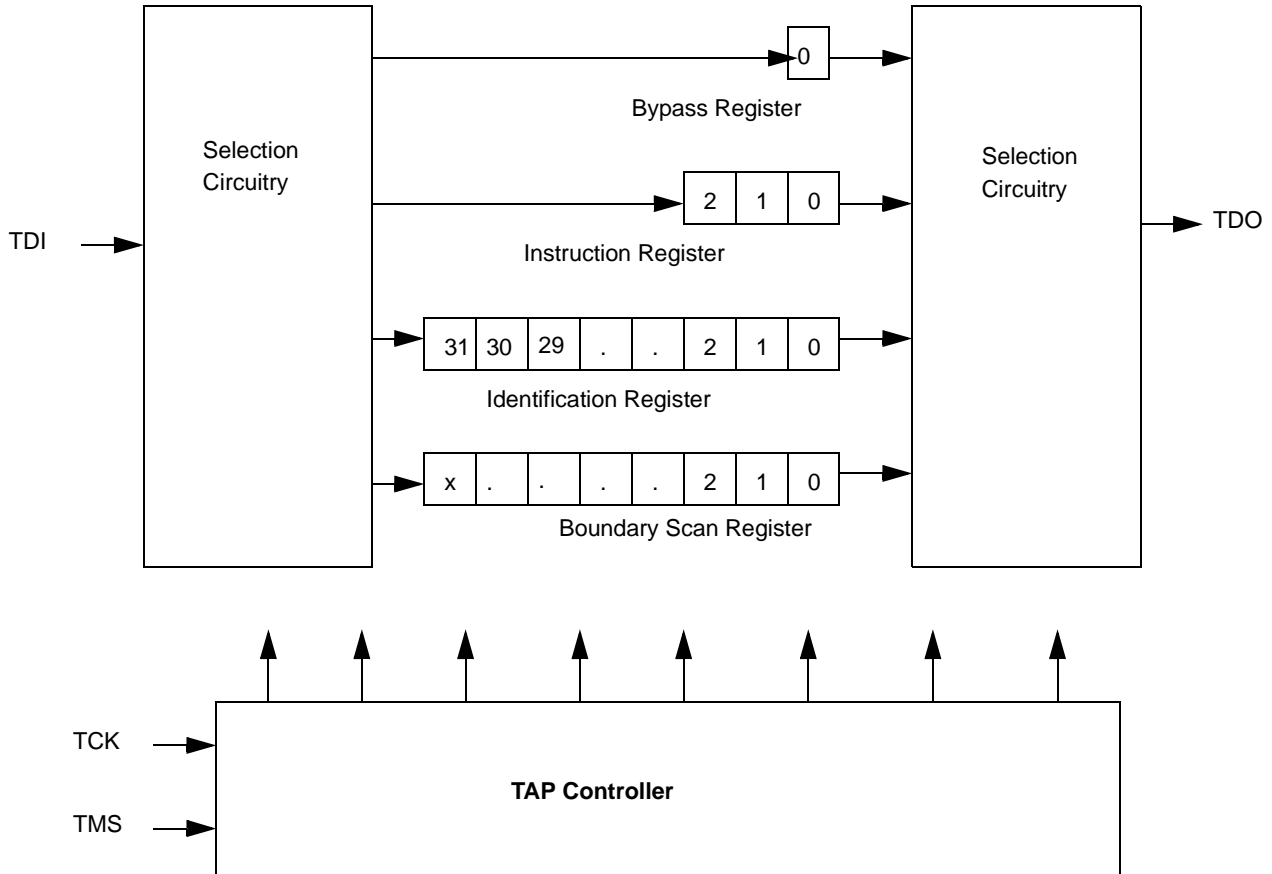 0
Bypass Register
Selection
Circuitry
Selection
Circuitry
2 1 0
TDI
TDO
Instruction Register
31 30 29 . . 2 1 0
Identification Register
x . . . . 2 1 0
Boundary Scan Register
TCK
TAP Controller
TMS